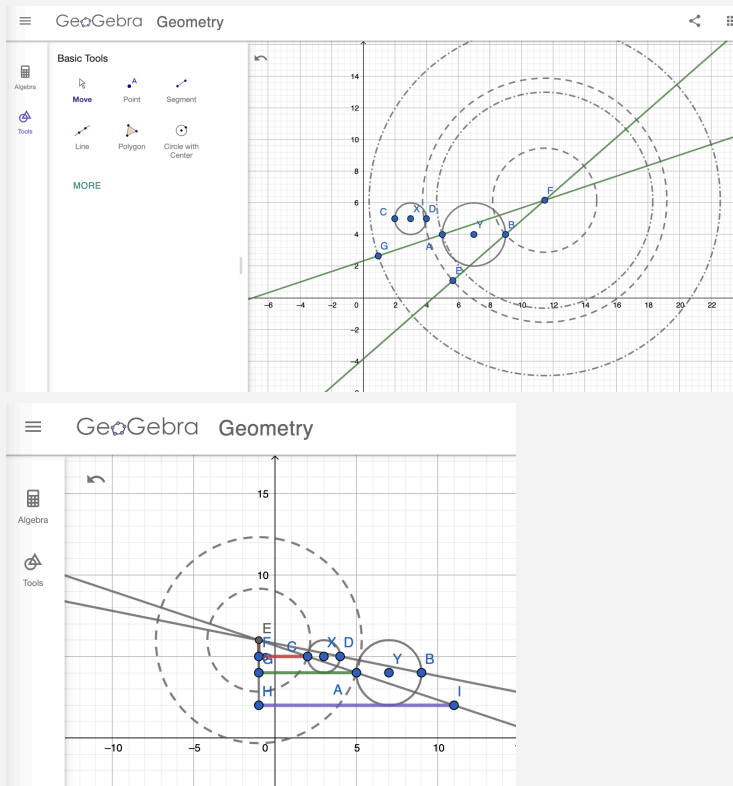 GeoGebra Geometry
Basic Tools
Algebra
Tools
Move Point Segment
Line Polygon Circle with
Center
MORE
14
12
10
8
6
4
2
-6 -4 -2 0 2 4 6 8 10 12 14 16 18 20 22
-2
-4
C X D G A Y B E F
GeoGebra Geometry
Algebra
Tools
15
10
-10 -5 0 5 10
E
F C X D
G Y B
H A I